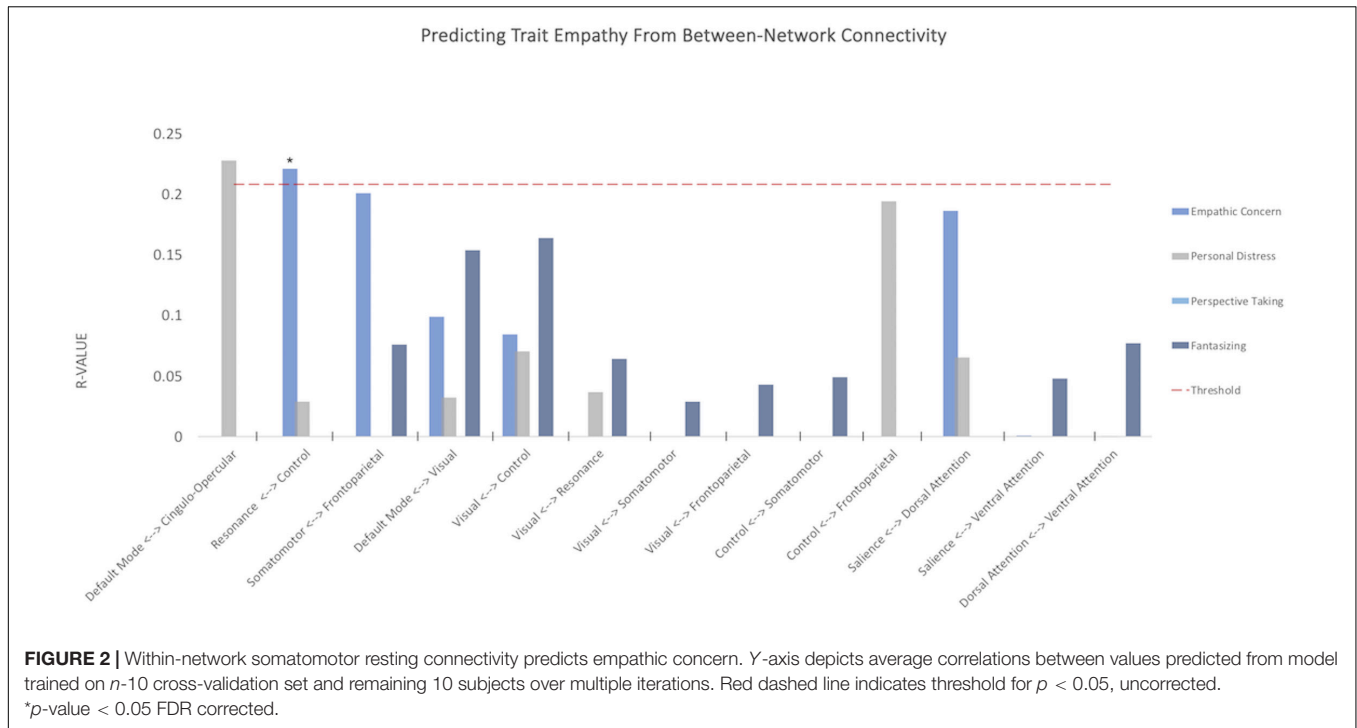 Predicting Trait Empathy From Between-Network Connectivity
0.25
0.2
0.15
0.1
0.05
0
R-VALUE
*
Default Mode <--> Cingulo-Opercular
Resonance <--> Control
Somatomotor <--> Frontoparietal
Default Mode <--> Visual
Visual <--> Control
Visual <--> Resonance
Visual <--> Somatomotor
Visual <--> Frontoparietal
Control <--> Somatomotor
Control <--> Frontoparietal
Salience <--> Dorsal Attention
Salience <--> Ventral Attention
Dorsal Attention <--> Ventral Attention
Empathic Concern
Personal Distress
Perspective Taking
Fantasizing
Threshold
FIGURE 2 | Within-network somatomotor resting connectivity predicts empathic concern. Y-axis depicts average correlations between values predicted from model
trained on n-10 cross-validation set and remaining 10 subjects over multiple iterations. Red dashed line indicates threshold for p < 0.05, uncorrected.
*p-value < 0.05 FDR corrected.